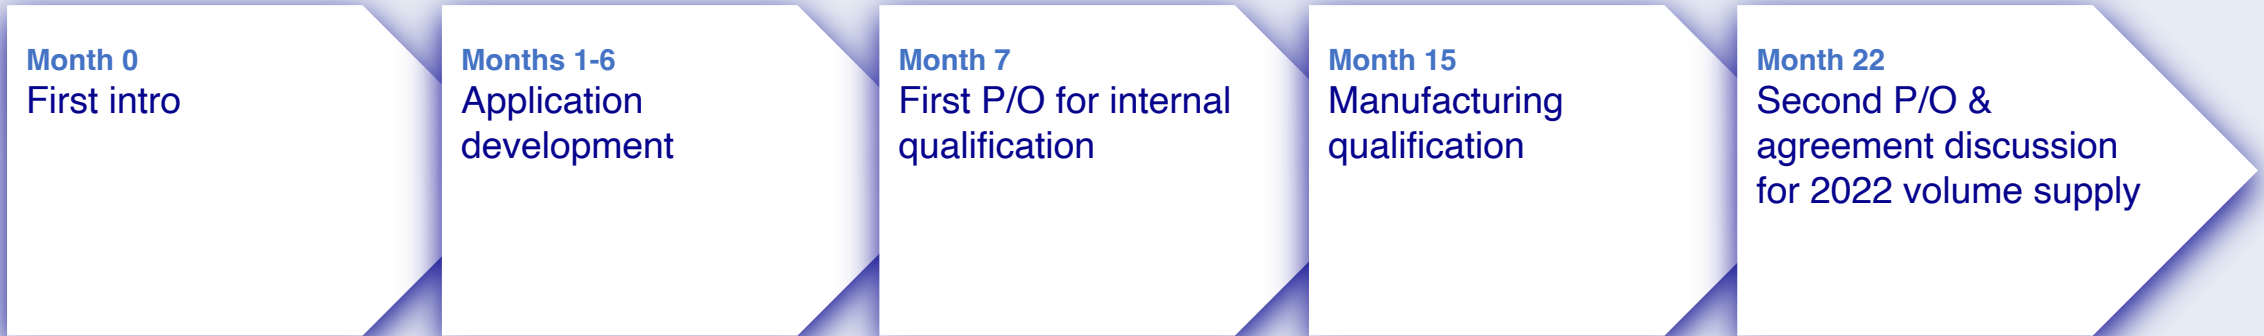 Month 0
First intro
Months 1-6
Application
development
Month 7
First P/O for internal
qualification
Month 15
Manufacturing
qualification
Month 22
Second P/O &
agreement discussion
for 2022 volume supply